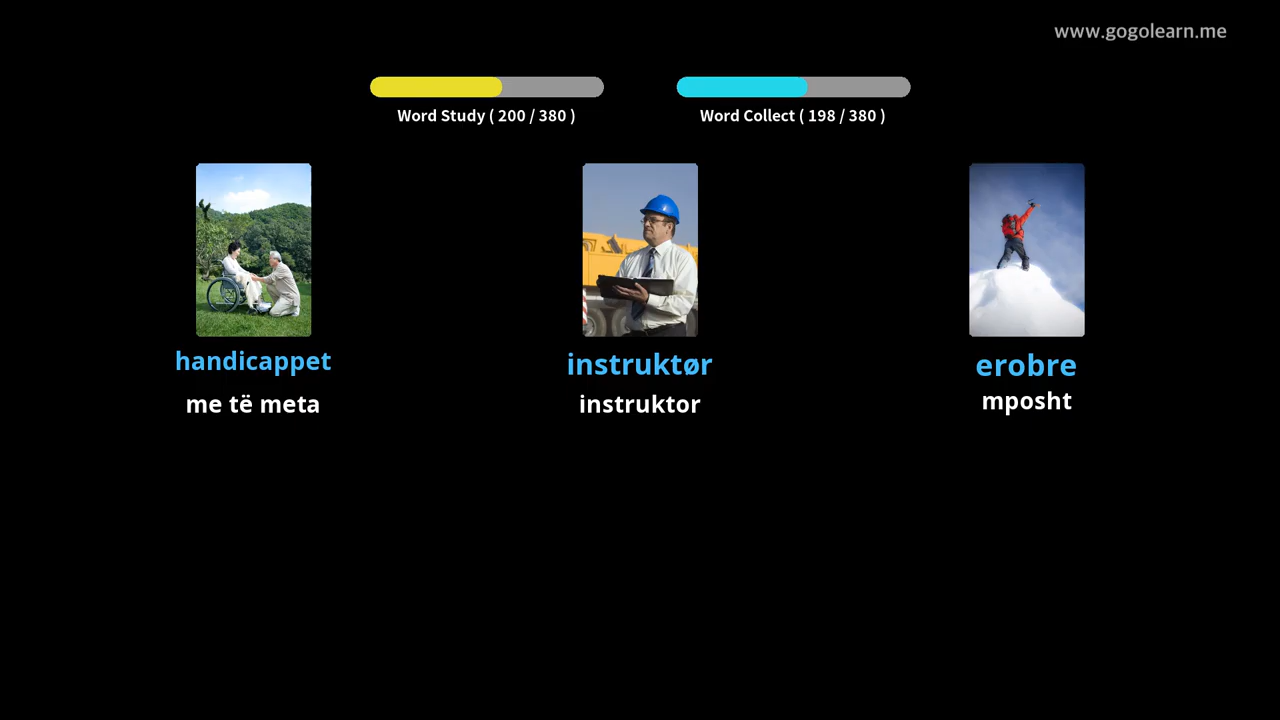 www.gogolearn.me
Word Study ( 200 / 380 )
Word Collect ( 198 / 380 )
handicappet
instruktør
erobre
me të meta
instruktor
mposht